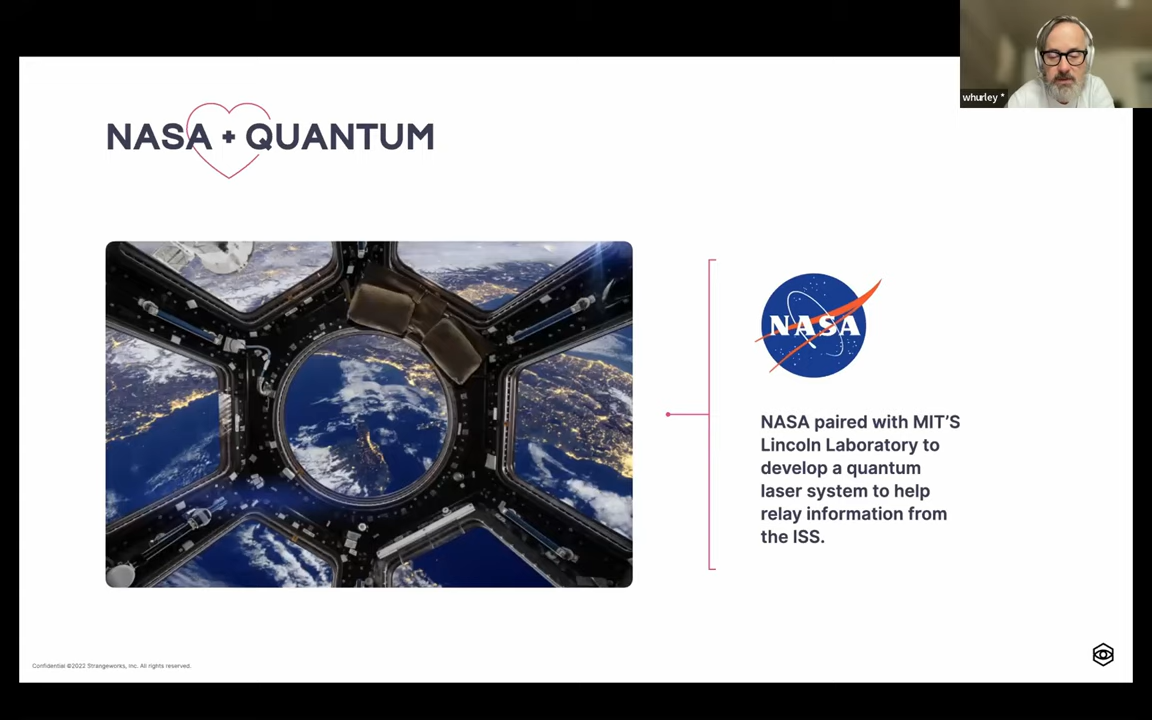 whurley *
NASA + QUANTUM
NASA
NASA paired with MIT'S
Lincoln Laboratory to
develop a quantum
laser system to help
relay information from
the ISS.
Confidential ©2022 Strangeworks, Inc. All rights reserved.